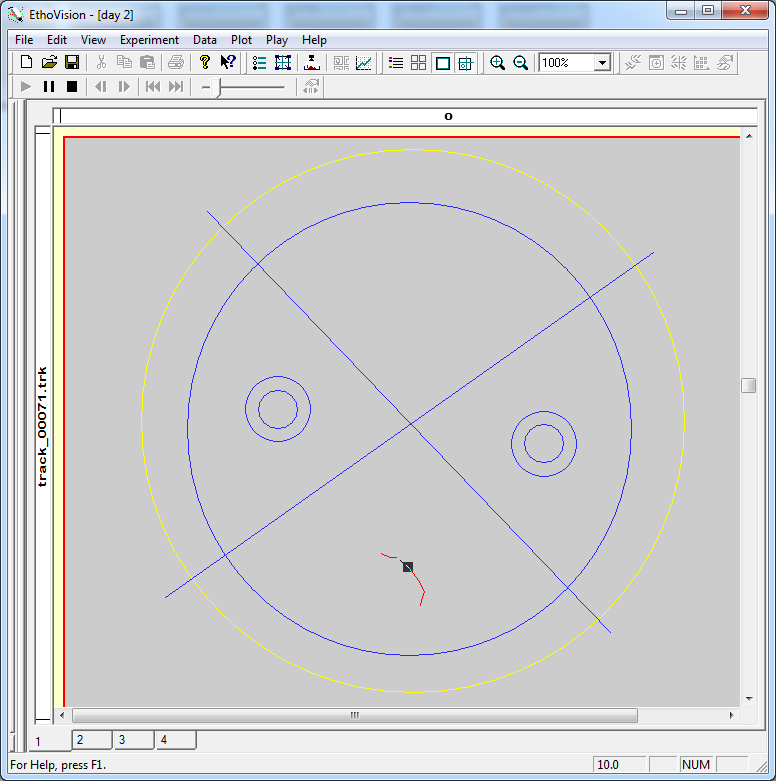 EthoVision - [day 2]
File Edit View Experiment Data Plot Play Help
100%
o
track_00071.trk
1 2 3 4
For Help, press F1. 10.0 NUM